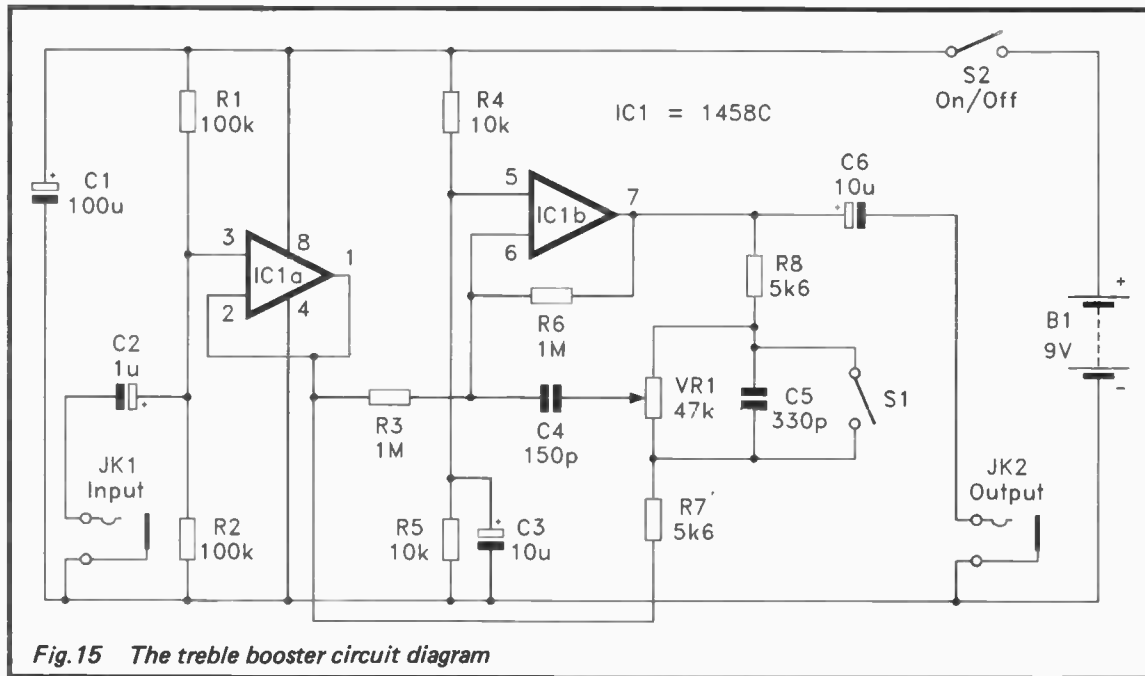 R1
100k
R4
10k
IC1 = 1458C
S2
On/Off
C1
100u
+
3
8
1
IC1a
2
4
5
7
IC1b
6
C6
10u
+
R8
5k6
R6
1M
B1
9V
+
-
C2
1u
+
R3
1M
C4
150p
VR1
47k
C5
330p
S1
JK1
Input
R2
100k
R5
10k
C3
10u
+
R7
5k6
JK2
Output
Fig.15 The treble booster circuit diagram